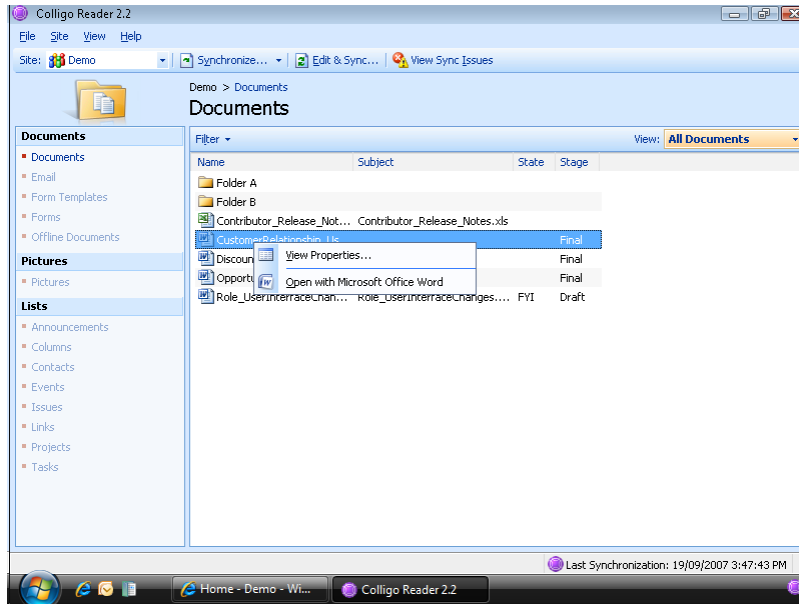 Colligo Reader 2.2
File Site View Help
Site: Demo Synchronize... Edit & Sync... View Sync Issues
Demo > Documents
Documents
Documents
Documents
Email
Form Templates
Forms
Offline Documents
Pictures
Pictures
Lists
Announcements
Columns
Contacts
Events
Issues
Links
Projects
Tasks
Filter View: All Documents
Name Subject State Stage
Folder A
Folder B
Contributor_Release_Not... Contributor_Release_Notes.xls
CustomerRelationship_Us Final
Discoun Final
Opportu Final
Role_UserInterfaceChan... Role_UserInterfaceChanges.... FYI Draft
View Properties...
Open with Microsoft Office Word
Last Synchronization: 19/09/2007 3:47:43 PM
Home - Demo - Wi... Colligo Reader 2.2